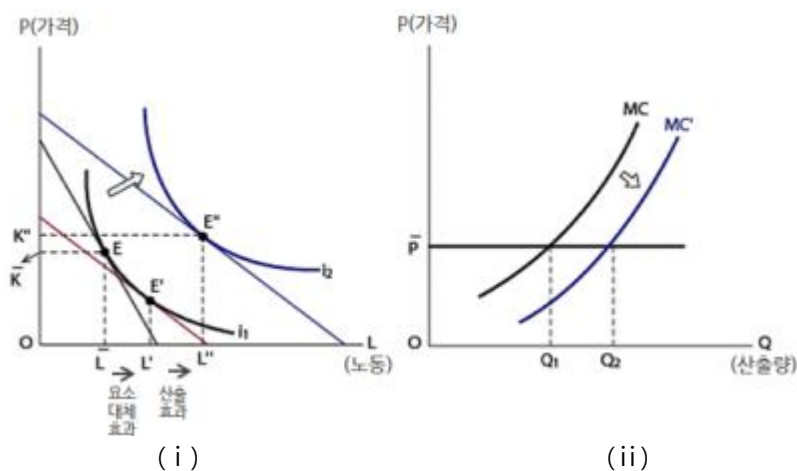 P(가격)
K"
K̄
O
E
E'
E"
i₁
i₂
L
(노동)
L̄
L'
L"
요소
대체
효과
산출
효과
(i)
P(가격)
MC
MC'
P̄
O
Q₁
Q₂
Q
(산출량)
(ii)